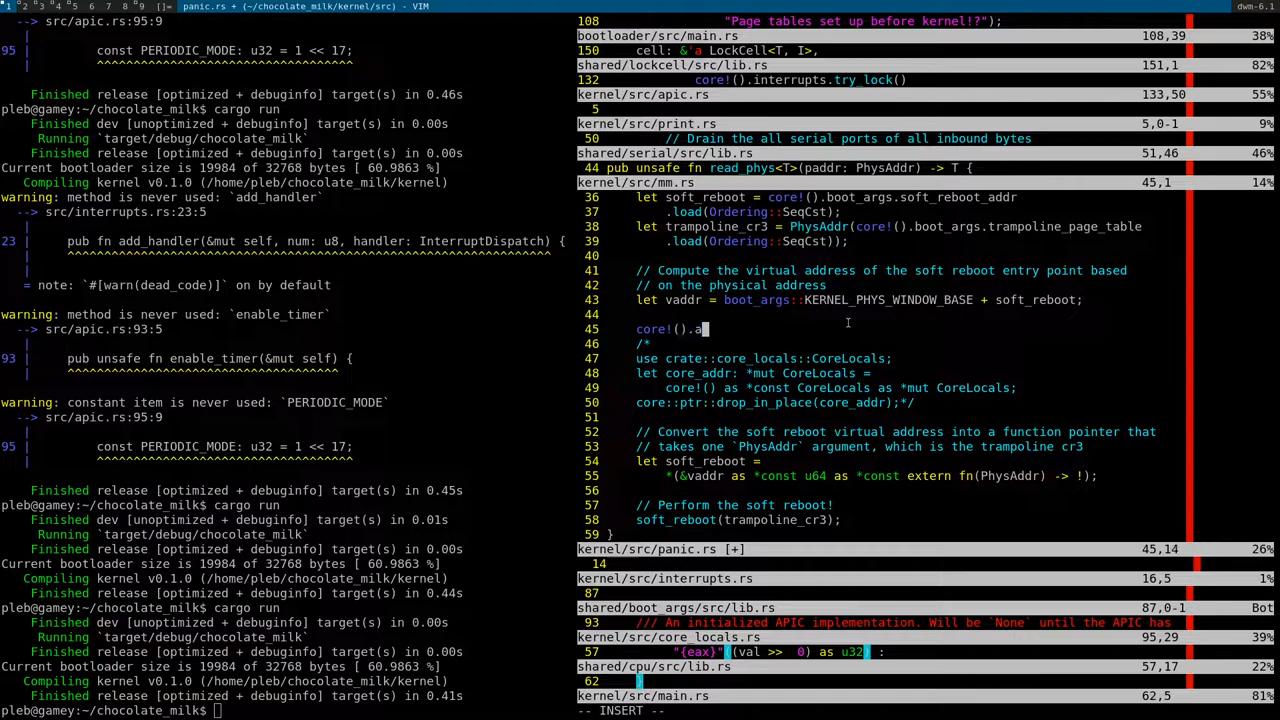 1 2 3 4 5 6 7 8 9 []= panic.rs + (~/chocolate_milk/kernel/src) - VIM dwm-6.1
--> src/apic.rs:95:9
|
95 | const PERIODIC_MODE: u32 = 1 << 17;
| ^^^^^^^^^^^^^^^^^^^^^^^^^^^^^^^^^^^
Finished release [optimized + debuginfo] target(s) in 0.46s
pleb@gamey:~/chocolate_milk$ cargo run
Finished dev [unoptimized + debuginfo] target(s) in 0.00s
Running `target/debug/chocolate_milk`
Finished release [optimized + debuginfo] target(s) in 0.00s
Current bootloader size is 19984 of 32768 bytes [ 60.9863 %]
Compiling kernel v0.1.0 (/home/pleb/chocolate_milk/kernel)
warning: method is never used: `add_handler`
--> src/interrupts.rs:23:5
|
23 | pub fn add_handler(&mut self, num: u8, handler: InterruptDispatch) {
| ^^^^^^^^^^^^^^^^^^^^^^^^^^^^^^^^^^^^^^^^^^^^^^^^^^^^^^^^^^^^^^^^^^
|
= note: `#[warn(dead_code)]` on by default
warning: method is never used: `enable_timer`
--> src/apic.rs:93:5
|
93 | pub unsafe fn enable_timer(&mut self) {
| ^^^^^^^^^^^^^^^^^^^^^^^^^^^^^^^^^^^^^
warning: constant item is never used: `PERIODIC_MODE`
--> src/apic.rs:95:9
|
95 | const PERIODIC_MODE: u32 = 1 << 17;
| ^^^^^^^^^^^^^^^^^^^^^^^^^^^^^^^^^^^
Finished release [optimized + debuginfo] target(s) in 0.45s
pleb@gamey:~/chocolate_milk$ cargo run
Finished dev [unoptimized + debuginfo] target(s) in 0.01s
Running `target/debug/chocolate_milk`
Finished release [optimized + debuginfo] target(s) in 0.00s
Current bootloader size is 19984 of 32768 bytes [ 60.9863 %]
Compiling kernel v0.1.0 (/home/pleb/chocolate_milk/kernel)
Finished release [optimized + debuginfo] target(s) in 0.44s
pleb@gamey:~/chocolate_milk$ cargo run
Finished dev [unoptimized + debuginfo] target(s) in 0.00s
Running `target/debug/chocolate_milk`
Finished release [optimized + debuginfo] target(s) in 0.00s
Current bootloader size is 19984 of 32768 bytes [ 60.9863 %]
Compiling kernel v0.1.0 (/home/pleb/chocolate_milk/kernel)
Finished release [optimized + debuginfo] target(s) in 0.41s
pleb@gamey:~/chocolate_milk$
108 "Page tables set up before kernel!?");
bootloader/src/main.rs 108,39 38%
150 cell: &'a LockCell<T, I>,
shared/lockcell/src/lib.rs 151,1 82%
132 core!().interrupts.try_lock()
kernel/src/apic.rs 133,50 55%
5
kernel/src/print.rs 5,0-1 9%
50 // Drain the all serial ports of all inbound bytes
shared/serial/src/lib.rs 51,46 46%
44 pub unsafe fn read_phys<T>(paddr: PhysAddr) -> T {
kernel/src/mm.rs 45,1 14%
36 let soft_reboot = core!().boot_args.soft_reboot_addr
37 .load(Ordering::SeqCst);
38 let trampoline_cr3 = PhysAddr(core!().boot_args.trampoline_page_table
39 .load(Ordering::SeqCst));
40
41 // Compute the virtual address of the soft reboot entry point based
42 // on the physical address
43 let vaddr = boot_args::KERNEL_PHYS_WINDOW_BASE + soft_reboot;
44
45 core!().a
46 /*
47 use crate::core_locals::CoreLocals;
48 let core_addr: *mut CoreLocals =
49 core!() as *const CoreLocals as *mut CoreLocals;
50 core::ptr::drop_in_place(core_addr);*/
51
52 // Convert the soft reboot virtual address into a function pointer that
53 // takes one `PhysAddr` argument, which is the trampoline cr3
54 let soft_reboot =
55 *(&vaddr as *const u64 as *const extern fn(PhysAddr) -> !);
56
57 // Perform the soft reboot!
58 soft_reboot(trampoline_cr3);
59 }
kernel/src/panic.rs [+] 45,14 26%
14
kernel/src/interrupts.rs 16,5 1%
87
shared/boot_args/src/lib.rs 87,0-1 Bot
93 /// An initialized APIC implementation. Will be `None` until the APIC has
kernel/src/core_locals.rs 95,29 39%
57 "{eax}"((val >> 0) as u32) :
shared/cpu/src/lib.rs 57,17 22%
62 }
kernel/src/main.rs 62,5 81%
-- INSERT --